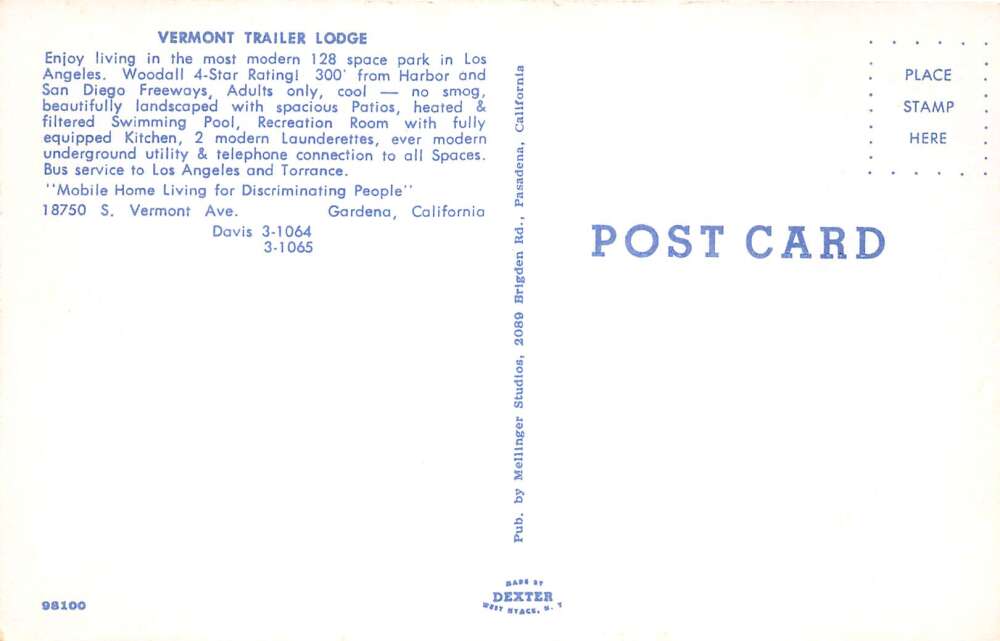 VERMONT TRAILER LODGE
Enjoy living in the most modern 128 space park in Los
Angeles. Woodall 4-Star Rating! 300' from Harbor and
San Diego Freeways, Adults only, cool — no smog,
beautifully landscaped with spacious Patios, heated &
filtered Swimming Pool, Recreation Room with fully
equipped Kitchen, 2 modern Launderettes, ever modern
underground utility & telephone connection to all Spaces.
Bus service to Los Angeles and Torrance.
"Mobile Home Living for Discriminating People"
18750 S. Vermont Ave. Gardena, California
Davis 3-1064
3-1065
98100
Pub. by Mellinger Studios, 2089 Brigden Rd., Pasadena, California
MADE BY
DEXTER
WEST NYACK, N. Y
PLACE
STAMP
HERE
POST CARD